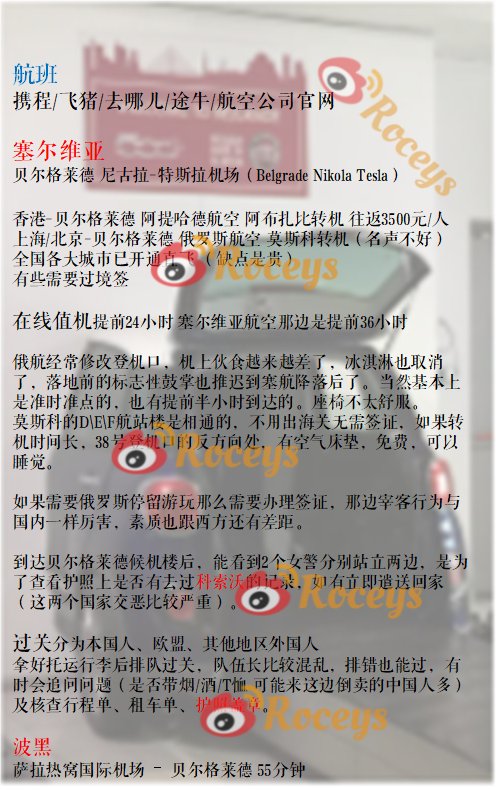 航班
携程/飞猪/去哪儿/途牛/航空公司官网
塞尔维亚
贝尔格莱德 尼古拉-特斯拉机场（Belgrade Nikola Tesla）
香港-贝尔格莱德 阿提哈德航空 阿布扎比转机 往返3500元/人
上海/北京-贝尔格莱德 俄罗斯航空 莫斯科转机（名声不好）
全国各大城市已开通直飞（缺点是贵）
有些需要过境签
在线值机提前24小时 塞尔维亚航空那边是提前36小时
俄航经常修改登机口，机上伙食越来越差了，冰淇淋也取消
了，落地前的标志性鼓掌也推迟到塞航降落后了。当然基本上
是准时准点的，也有提前半小时到达的。座椅不太舒服。
莫斯科的D\E\F航站楼是相通的，不用出海关无需签证，如果转
机时间长，38号登机口的反方向处，有空气床垫，免费，可以
睡觉。
如果需要俄罗斯停留游玩那么需要办理签证，那边宰客行为与
国内一样厉害，素质也跟西方还有差距。
到达贝尔格莱德候机楼后，能看到2个女警分别站立两边，是为
了查看护照上是否有去过科索沃的记录，如有立即遣送回家
（这两个国家交恶比较严重）。
过关分为本国人、欧盟、其他地区外国人
拿好托运行李后排队过关，队伍长比较混乱，排错也能过，有
时会追问问题（是否带烟/酒/T恤 可能来这边倒卖的中国人多）
及核查行程单、租车单、护照签章。
波黑
萨拉热窝国际机场 - 贝尔格莱德 55分钟
Roceys
Roceys
Roceys
Roceys
Roceys